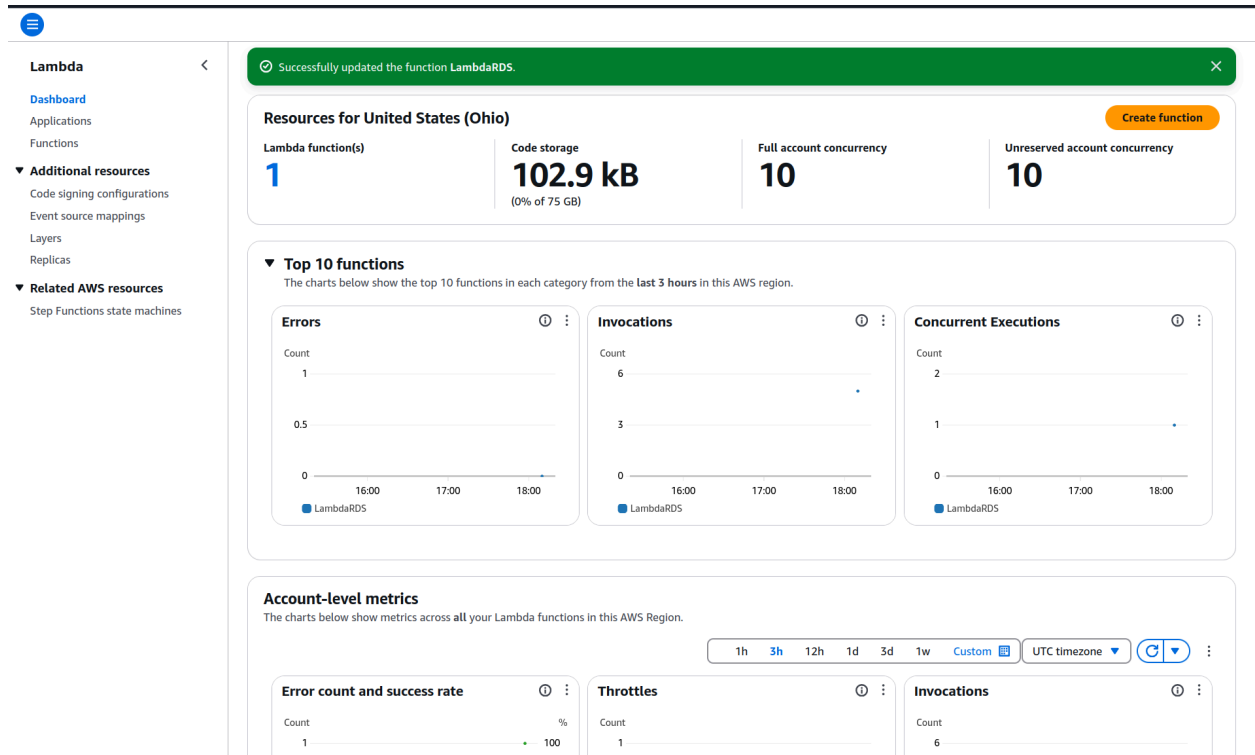 Lambda
Dashboard
Applications
Functions
Additional resources
Code signing configurations
Event source mappings
Layers
Replicas
Related AWS resources
Step Functions state machines
Successfully updated the function LambdaRDS.
Resources for United States (Ohio)
Create function
Lambda function(s)
1
Code storage
102.9 kB
(0% of 75 GB)
Full account concurrency
10
Unreserved account concurrency
10
Top 10 functions
The charts below show the top 10 functions in each category from the last 3 hours in this AWS region.
Errors
Count
1
0.5
0
16:00 17:00 18:00
LambdaRDS
Invocations
Count
6
3
0
16:00 17:00 18:00
LambdaRDS
Concurrent Executions
Count
2
1
0
16:00 17:00 18:00
LambdaRDS
Account-level metrics
The charts below show metrics across all your Lambda functions in this AWS Region.
1h 3h 12h 1d 3d 1w Custom UTC timezone
Error count and success rate
Count %
1 100
Throttles
Count
1
Invocations
Count
6